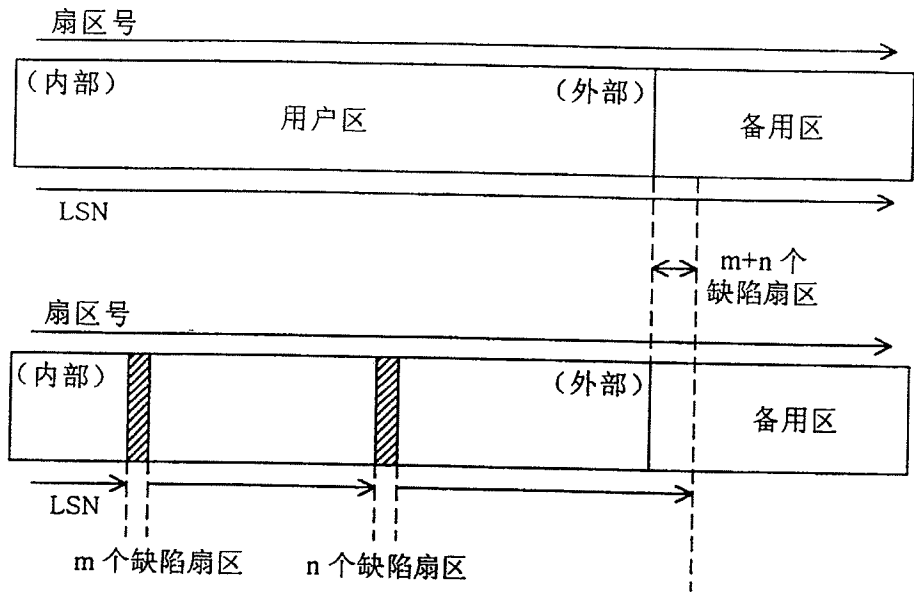 扇区号
（内部）
用户区
（外部）
备用区
LSN
m+n 个
缺陷扇区
扇区号
（内部）
（外部）
备用区
LSN
m 个缺陷扇区
n 个缺陷扇区